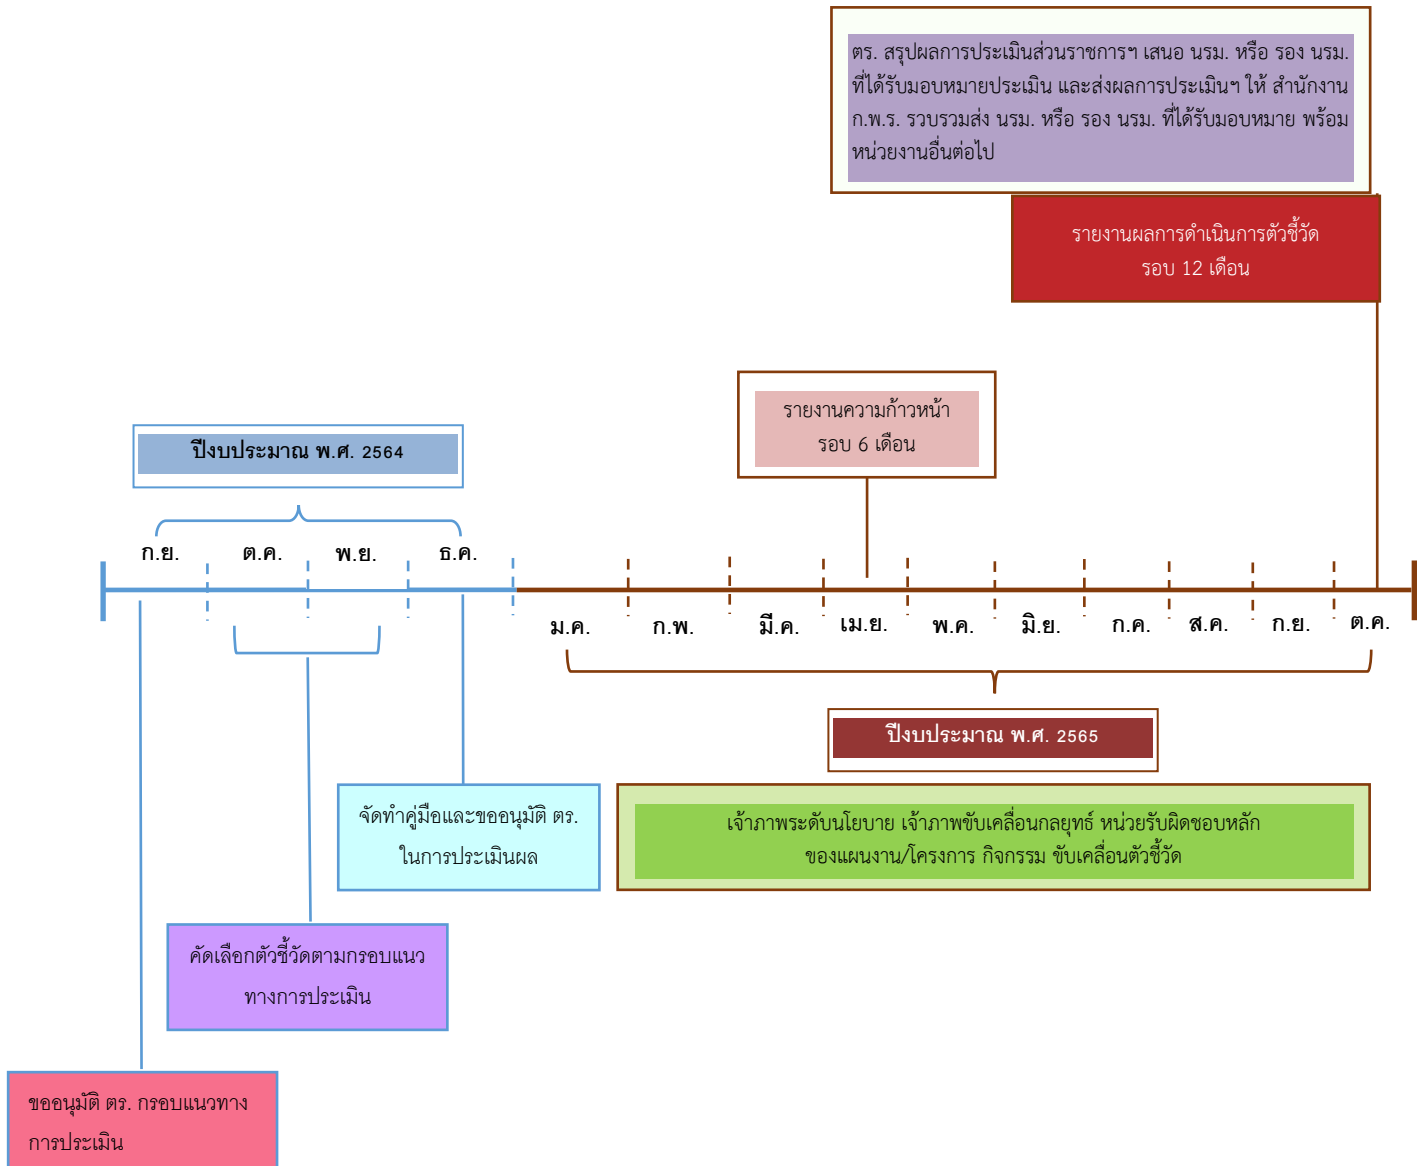 ตร. สรุปผลการประเมินส่วนราชการฯ เสนอ นรม. หรือ รอง นรม.
ที่ได้รับมอบหมายประเมิน และส่งผลการประเมินฯ ให้ สำนักงาน
ก.พ.ร. รวบรวมส่ง นรม. หรือ รอง นรม. ที่ได้รับมอบหมาย พร้อม
หน่วยงานอื่นต่อไป
รายงานผลการดำเนินการตัวชี้วัด
รอบ 12 เดือน
รายงานความก้าวหน้า
รอบ 6 เดือน
ปีงบประมาณ พ.ศ. 2564
ก.ย. ต.ค. พ.ย. ธ.ค.
ม.ค. ก.พ. มี.ค. เม.ย. พ.ค. มิ.ย. ก.ค. ส.ค. ก.ย. ต.ค.
ปีงบประมาณ พ.ศ. 2565
จัดทำคู่มือและขออนุมัติ ตร.
ในการประเมินผล
เจ้าภาพระดับนโยบาย เจ้าภาพขับเคลื่อนกลยุทธ์ หน่วยรับผิดชอบหลัก
ของแผนงาน/โครงการ กิจกรรม ขับเคลื่อนตัวชี้วัด
คัดเลือกตัวชี้วัดตามกรอบแนว
ทางการประเมิน
ขออนุมัติ ตร. กรอบแนวทาง
การประเมิน